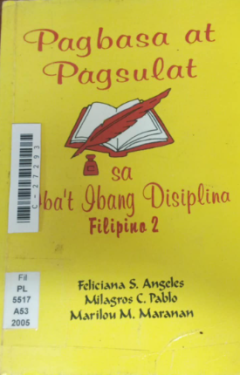 Pagbasa at
Pagsulat
sa
ba't Ibang Disiplina
Filipino 2
Feliciana S. Angeles
Milagros C. Pablo
Marilou M. Maranan
C-27293
Fil
PL
5517
A53
2005